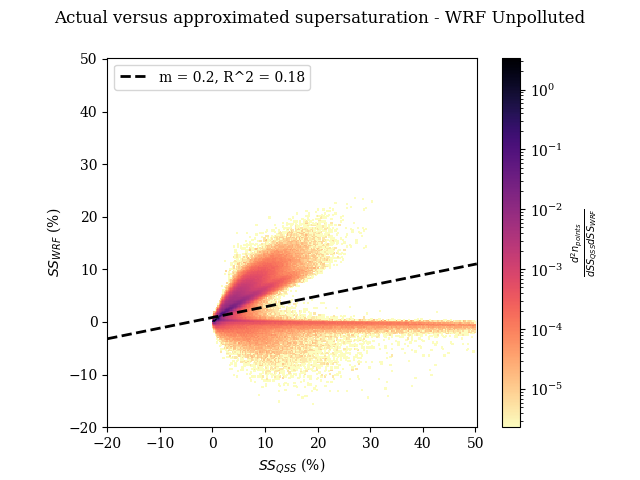 Actual versus approximated supersaturation - WRF Unpolluted
m = 0.2, R^2 = 0.18
50
40
30
20
10
0
−10
−20
SS_WRF (%)
−20 −10 0 10 20 30 40 50
SS_QSS (%)
10^0
10^−1
10^−2
10^−3
10^−4
10^−5
d^2 n_points / dSS_QSS dSS_WRF